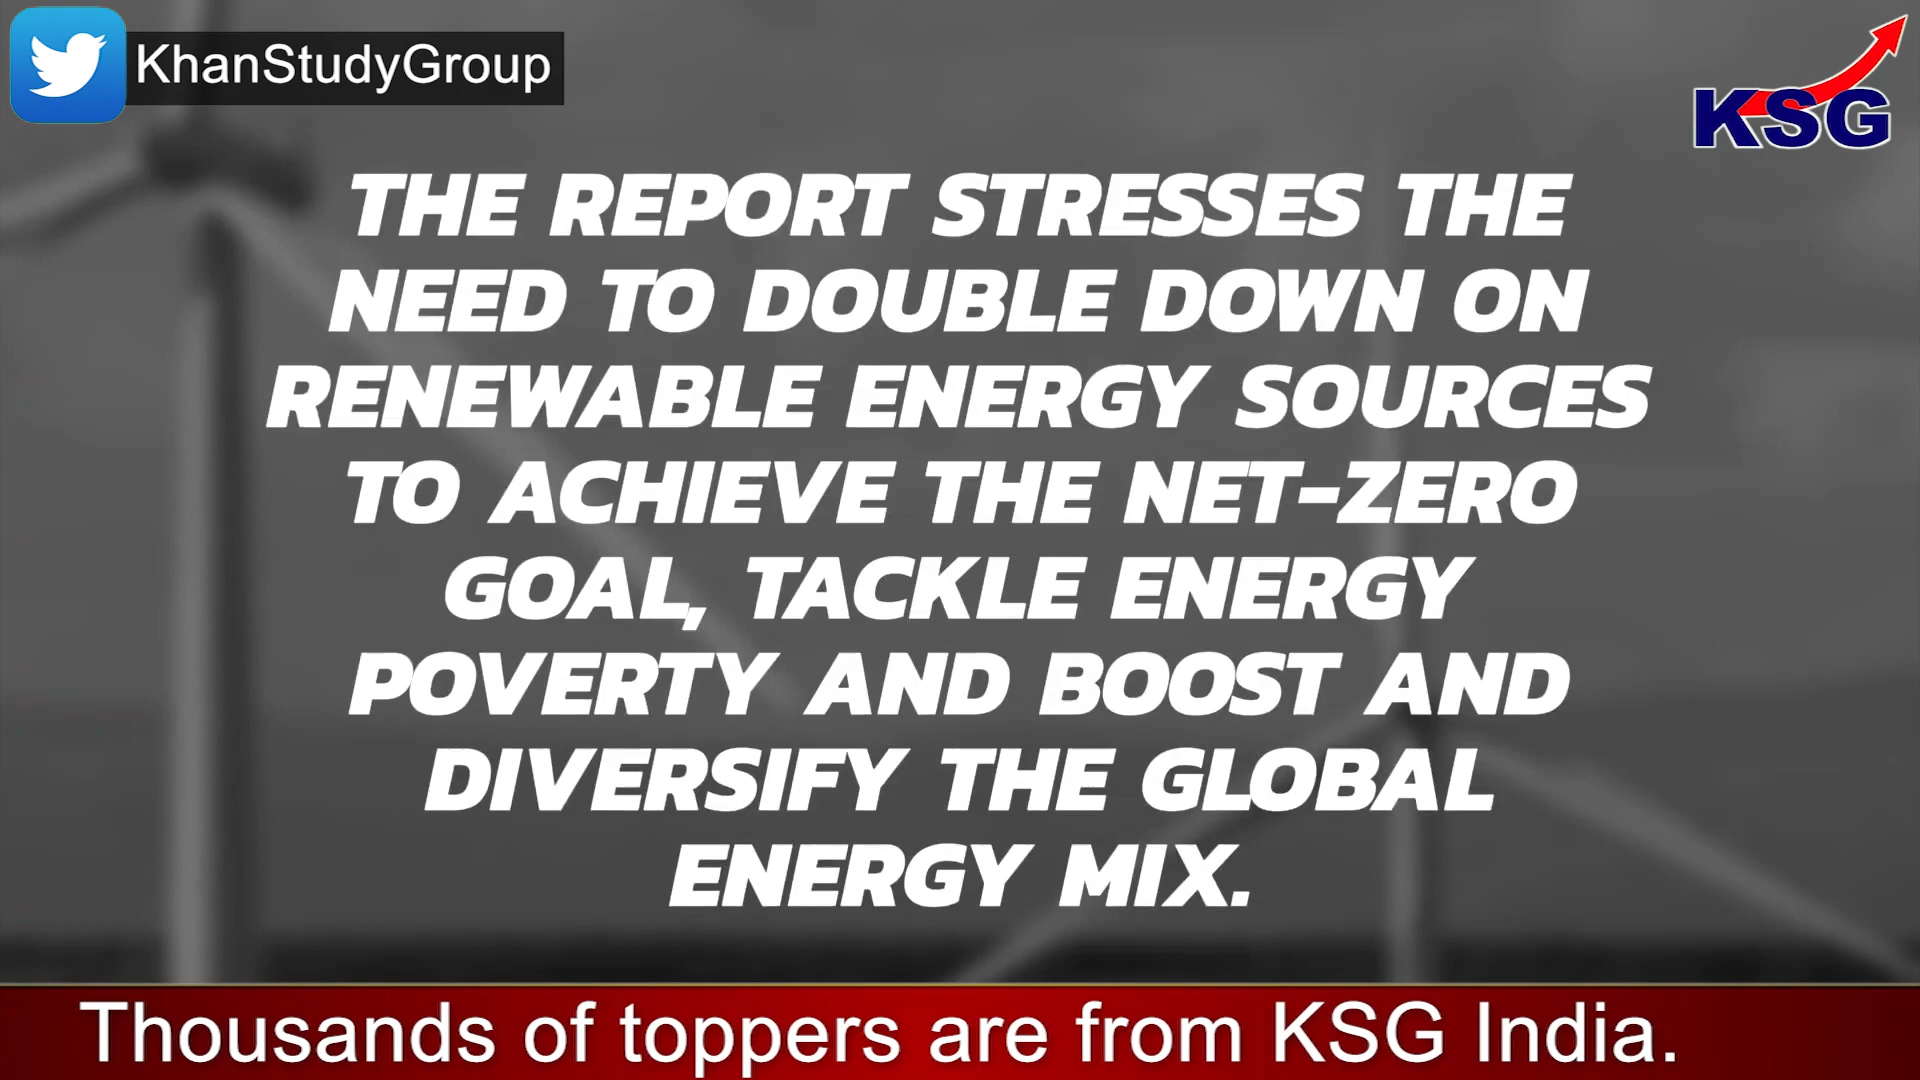 KhanStudyGroup
KSG
THE REPORT STRESSES THE
NEED TO DOUBLE DOWN ON
RENEWABLE ENERGY SOURCES
TO ACHIEVE THE NET-ZERO
GOAL, TACKLE ENERGY
POVERTY AND BOOST AND
DIVERSIFY THE GLOBAL
ENERGY MIX.
Thousands of toppers are from KSG India.